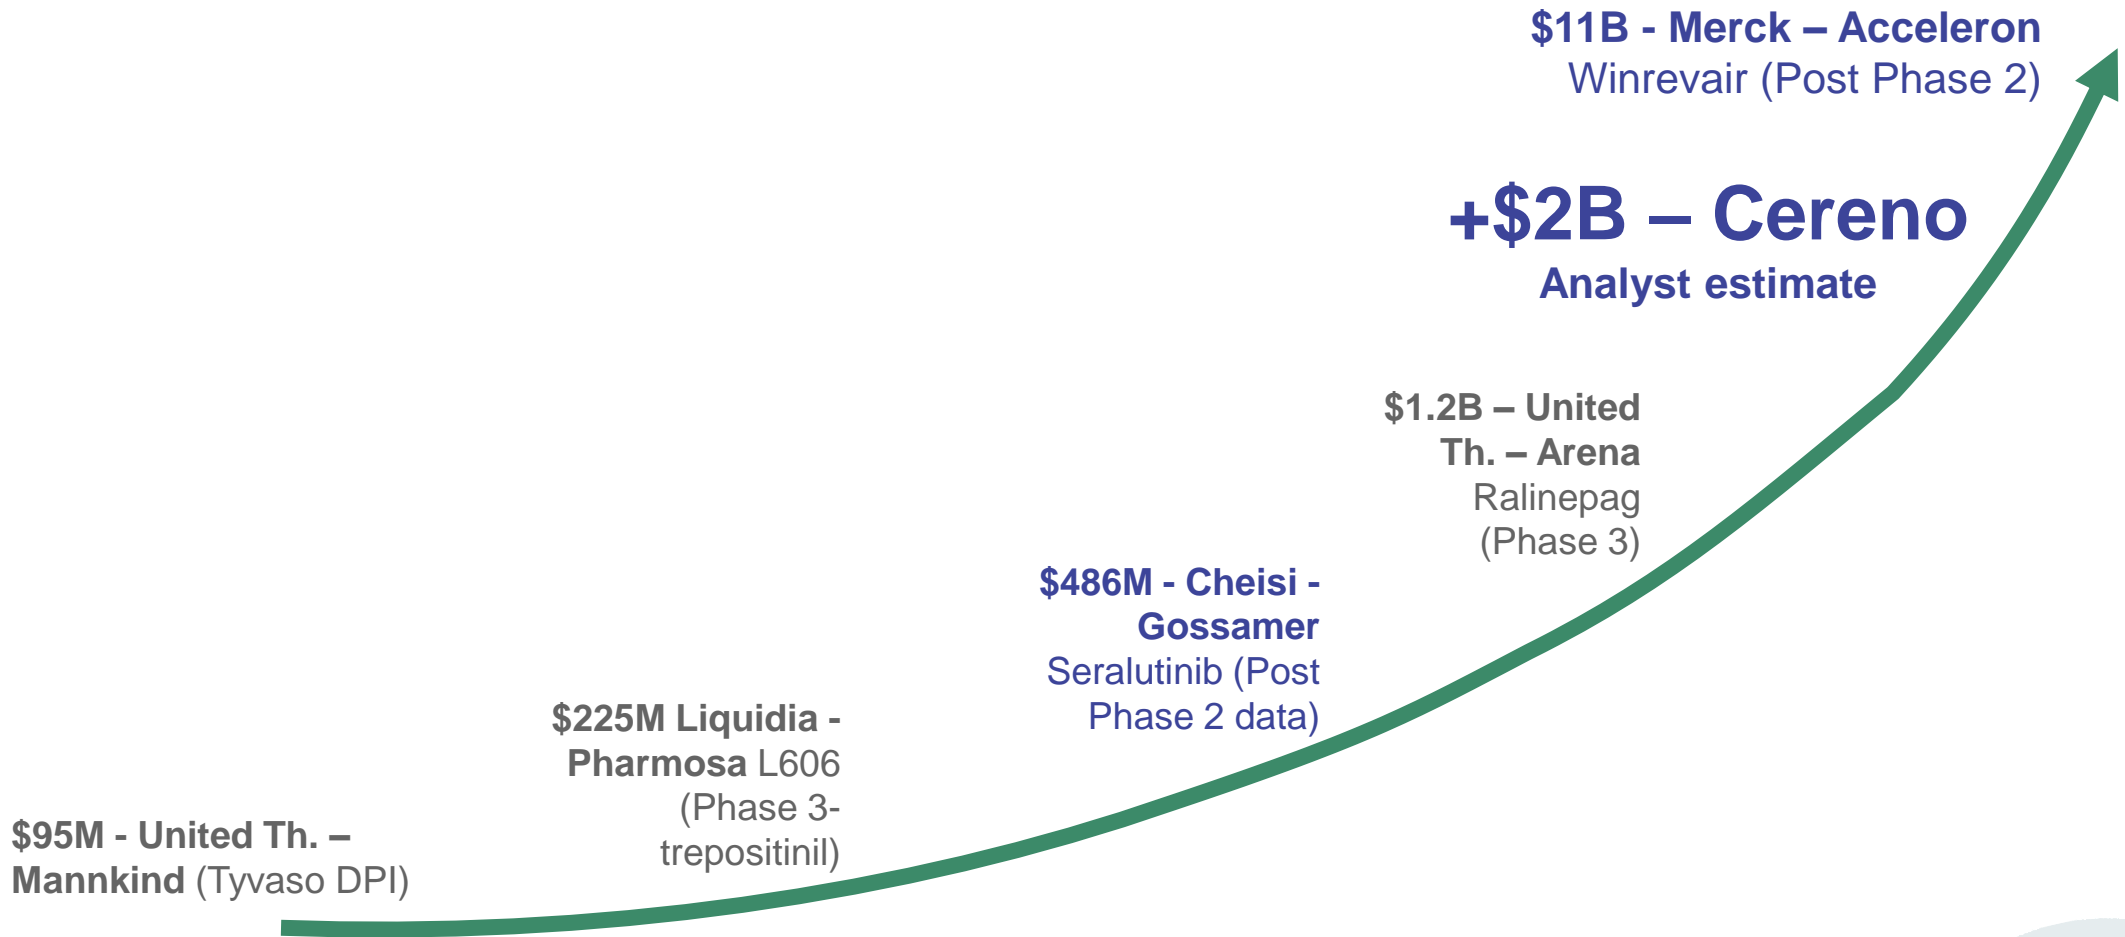 $11B - Merck – Acceleron
Winrevair (Post Phase 2)
+$2B – Cereno
Analyst estimate
$1.2B – United
Th. – Arena
Ralinepag
(Phase 3)
$486M - Cheisi -
Gossamer
Seralutinib (Post
Phase 2 data)
$225M Liquidia -
Pharmosa L606
(Phase 3-
trepositinil)
$95M - United Th. –
Mannkind (Tyvaso DPI)